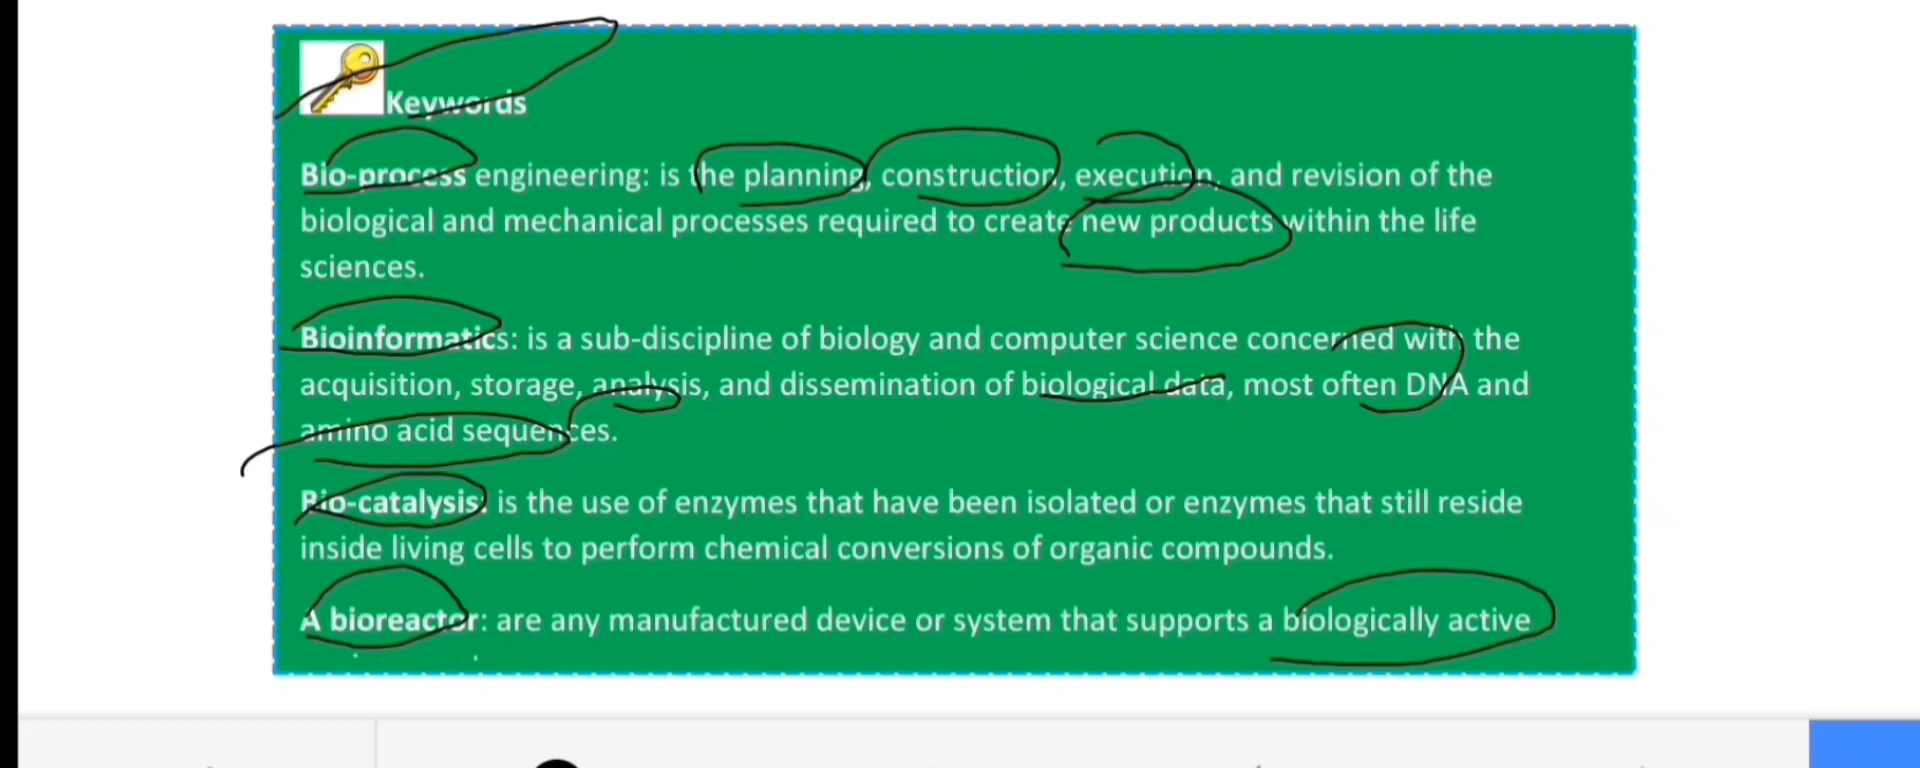 Keywords
Bio-process engineering: is the planning, construction, execution, and revision of the
biological and mechanical processes required to create new products within the life
sciences.
Bioinformatics: is a sub-discipline of biology and computer science concerned with the
acquisition, storage, analysis, and dissemination of biological data, most often DNA and
amino acid sequences.
Bio-catalysis: is the use of enzymes that have been isolated or enzymes that still reside
inside living cells to perform chemical conversions of organic compounds.
A bioreactor: are any manufactured device or system that supports a biologically active